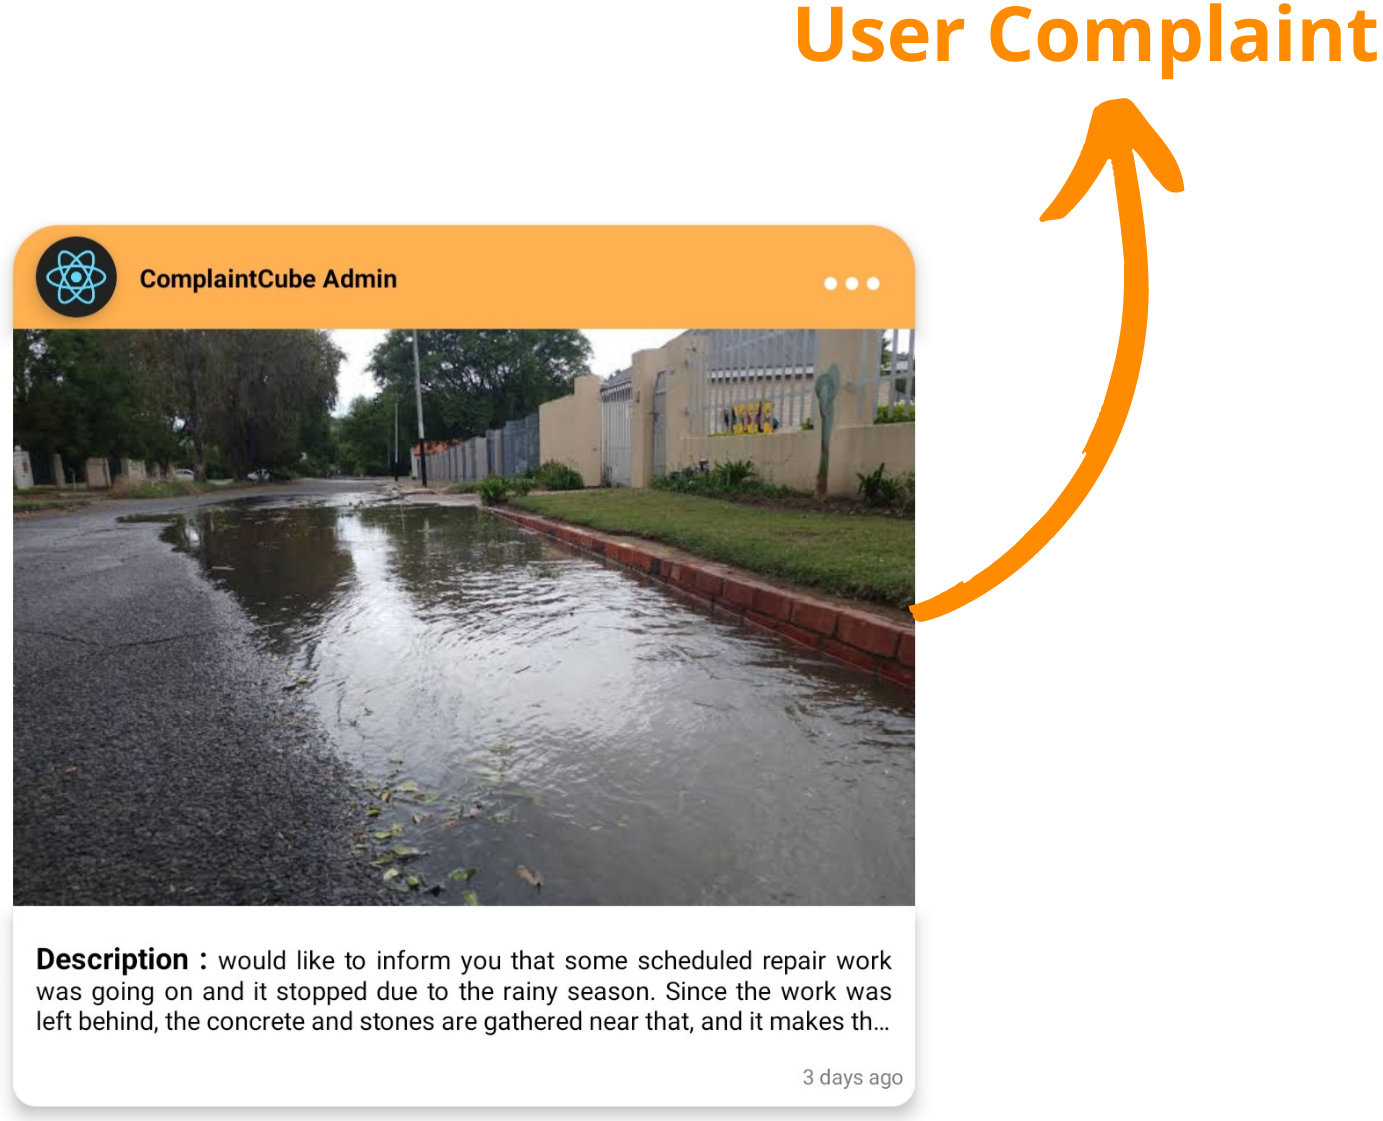 User Complaint
ComplaintCube Admin
Description : would like to inform you that some scheduled repair work
was going on and it stopped due to the rainy season. Since the work was
left behind, the concrete and stones are gathered near that, and it makes th...
3 days ago